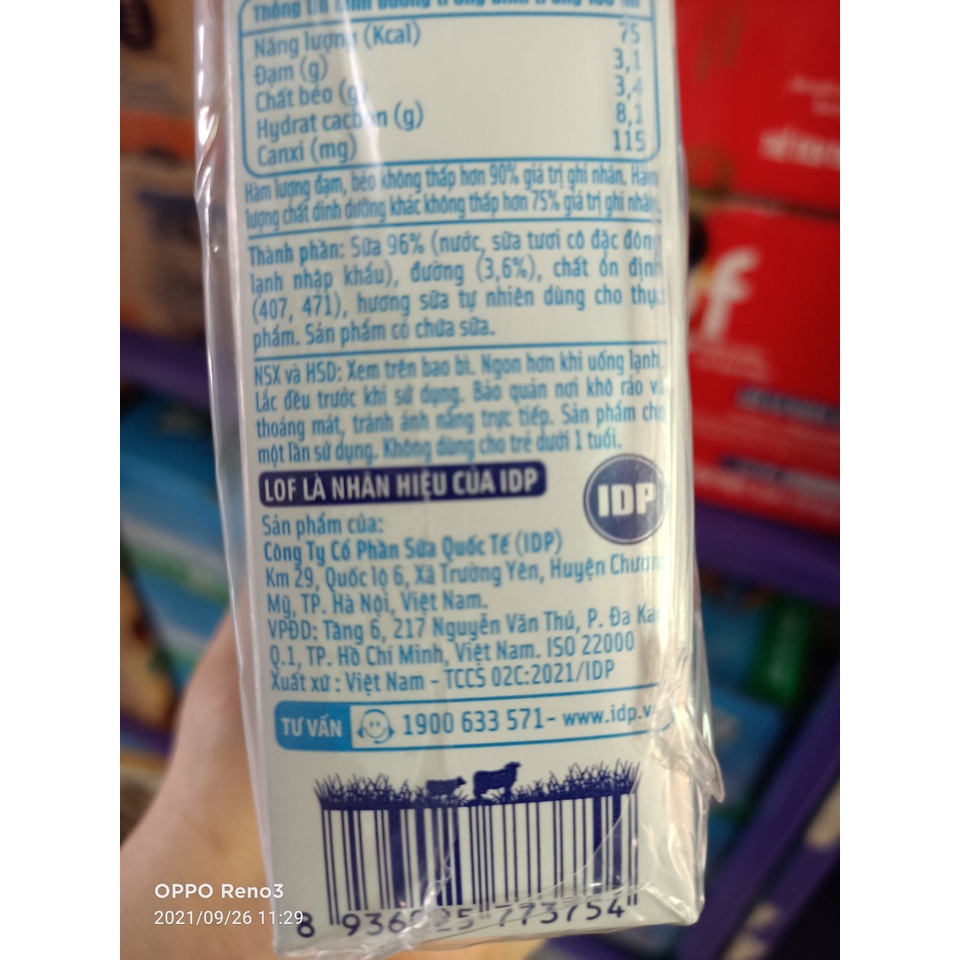 Thông tin dinh dưỡng trung bình trong 100 ml
Năng lượng (Kcal) 75
Đạm (g) 3,1
Chất béo (g) 3,4
Hydrat cacbon (g) 8,1
Canxi (mg) 115
Hàm lượng đạm, béo không thấp hơn 90% giá trị ghi nhãn. Hàm
lượng chất dinh dưỡng khác không thấp hơn 75% giá trị ghi nhãn.
Thành phần: Sữa 96% (nước, sữa tươi cô đặc đông
lạnh nhập khẩu), đường (3,6%), chất ổn định
(407, 471), hương sữa tự nhiên dùng cho thực
phẩm. Sản phẩm có chứa sữa.
NSX và HSD: Xem trên bao bì. Ngon hơn khi uống lạnh.
Lắc đều trước khi sử dụng. Bảo quản nơi khô ráo và
thoáng mát, tránh ánh nắng trực tiếp. Sản phẩm cho
một lần sử dụng. Không dùng cho trẻ dưới 1 tuổi.
LOF LÀ NHÃN HIỆU CỦA IDP
IDP
Sản phẩm của:
Công Ty Cổ Phần Sữa Quốc Tế (IDP)
Km 29, Quốc lộ 6, Xã Trường Yên, Huyện Chương
Mỹ, TP. Hà Nội, Việt Nam.
VPĐD: Tầng 6, 217 Nguyễn Văn Thủ, P. Đa Kao
Q.1, TP. Hồ Chí Minh, Việt Nam. ISO 22000
Xuất xứ: Việt Nam - TCCS 02C:2021/IDP
TƯ VẤN 1900 633 571 - www.idp.v
8 936025 773754
OPPO Reno3
2021/09/26 11:29